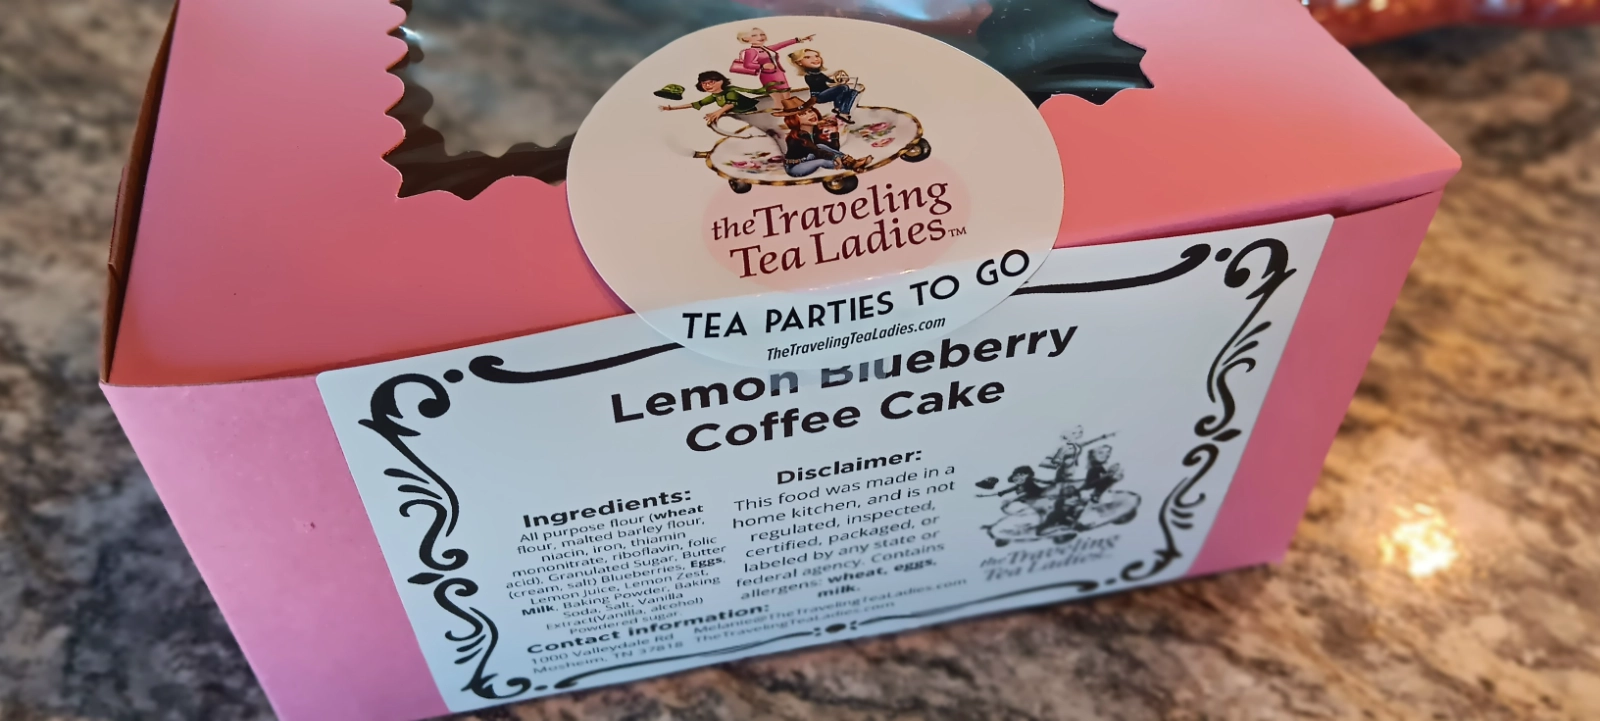 the Traveling
Tea Ladies™
TEA PARTIES TO GO
TheTravelingTeaLadies.com
Lemon Blueberry
Coffee Cake
Ingredients:
All purpose flour (wheat
flour, malted barley flour,
niacin, iron, thiamin
mononitrate, riboflavin, folic
acid), Granulated Sugar, Butter
(cream, salt) Blueberries, Eggs,
Lemon Juice, Lemon Zest,
Milk, Baking Powder, Baking
Soda, Salt, Vanilla
Extract(Vanilla, alcohol)
Powdered sugar.
Disclaimer:
This food was made in a
home kitchen, and is not
regulated, inspected,
certified, packaged, or
labeled by any state or
federal agency. Contains
allergens: wheat, eggs,
milk.
the Traveling
Tea Ladies
Contact information:
1000 Valleydale Rd
Mosheim, TN 37818
Melanie@TheTravelingTeaLadies.com
TheTravelingTeaLadies.com